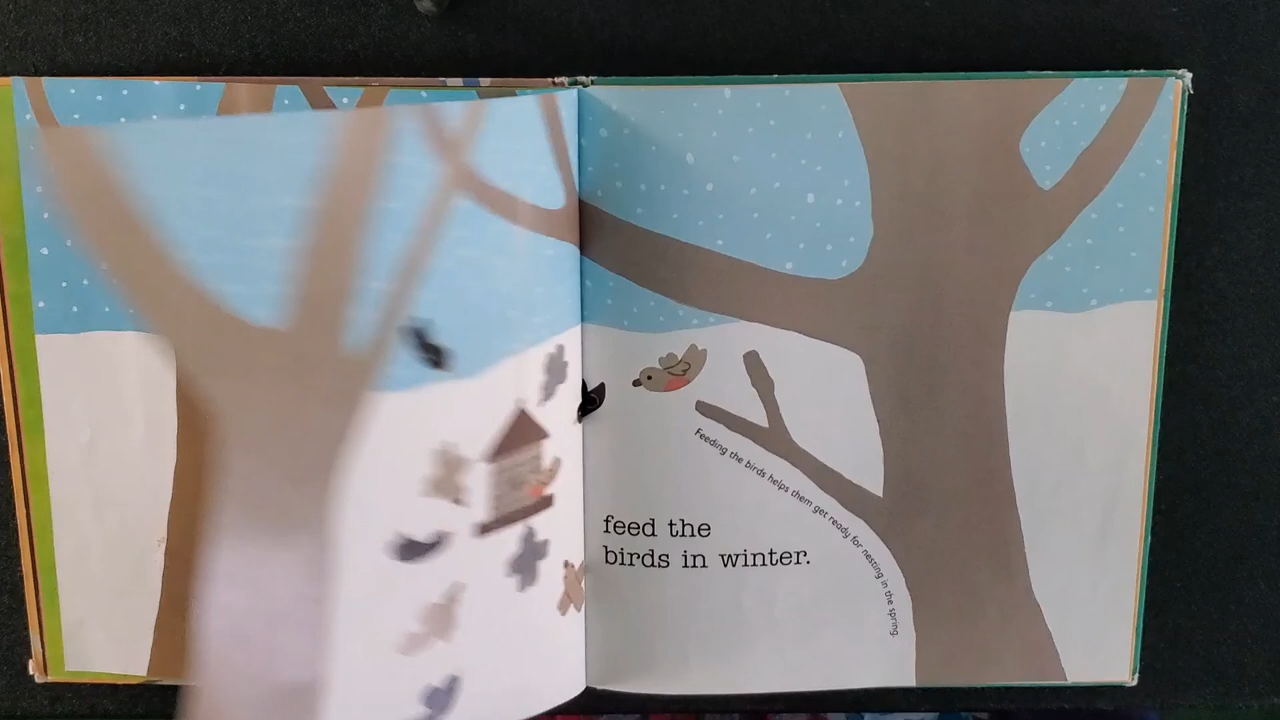 feed the
birds in winter.
Feeding the birds helps them get ready for nesting in the spring.